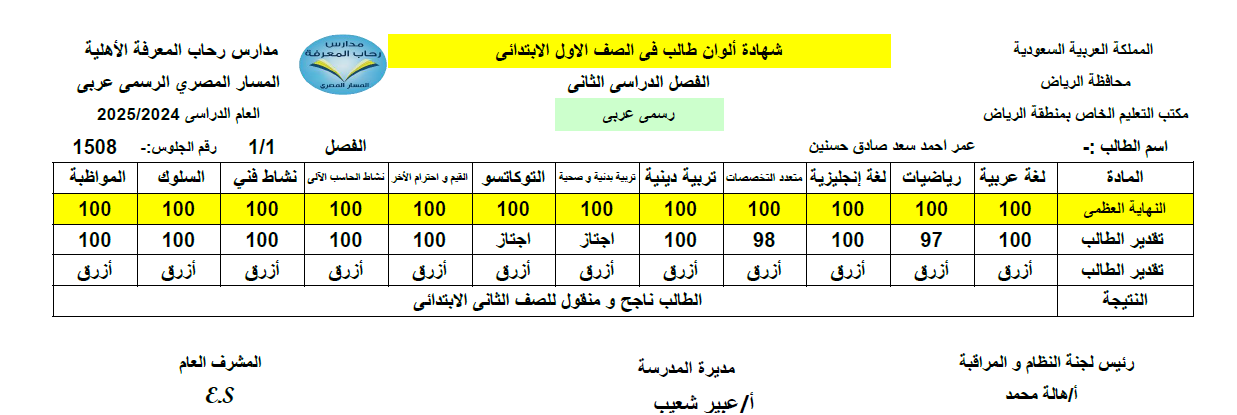 المملكة العربية السعودية
محافظة الرياض
مكتب التعليم الخاص بمنطقة الرياض
شهادة ألوان طالب فى الصف الاول الابتدائى
الفصل الدراسى الثانى
رسمى عربى
مدارس رحاب المعرفة
المسار المصري
مدارس رحاب المعرفة الأهلية
المسار المصري الرسمى عربى
العام الدراسى 2025/2024
اسم الطالب :- عمر احمد سعد صادق حسنين الفصل 1/1 رقم الجلوس:- 1508
المادة لغة عربية رياضيات لغة إنجليزية متعدد التخصصات تربية دينية تربية بدنية و صحية التوكاتسو القيم و احترام الأخر نشاط الحاسب الآلى نشاط فني السلوك المواظبة
النهاية العظمى 100 100 100 100 100 100 100 100 100 100 100 100
تقدير الطالب 100 97 100 98 100 اجتاز اجتاز 100 100 100 100 100
تقدير الطالب أزرق أزرق أزرق أزرق أزرق أزرق أزرق أزرق أزرق أزرق أزرق أزرق
النتيجة الطالب ناجح و منقول للصف الثانى الابتدائى
رئيس لجنة النظام و المراقبة
أ/هالة محمد
مديرة المدرسة
أ/عبير شعيب
المشرف العام
E.S